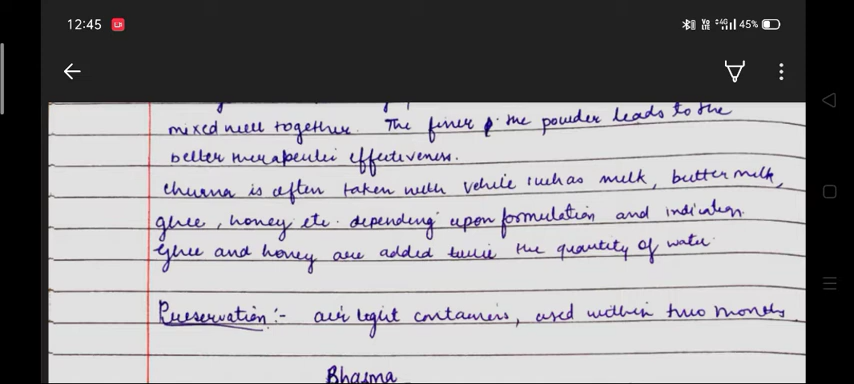 12:45
4G 45%
mixed well together. The finer the powder leads to the
better therapeutic effectiveness.
churna is often taken with vehile such as milk, butter milk,
ghee, honey etc. depending upon formulation and indication.
Ghee and honey are added twice the quantity of water.
Preservation :- air tight containers, used within two months.
Bhasma